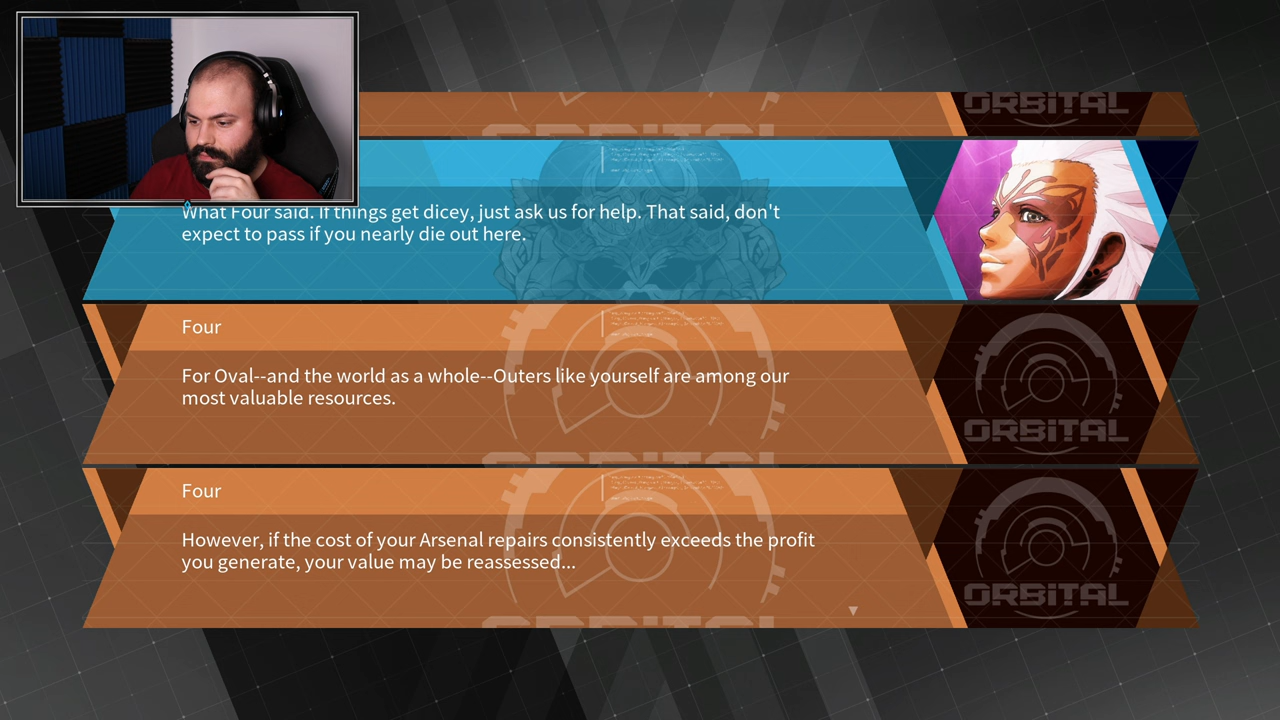 ORBITAL
ORBITAL
What Four said. If things get dicey, just ask us for help. That said, don't
expect to pass if you nearly die out here.
Four
For Oval--and the world as a whole--Outers like yourself are among our
most valuable resources.
ORBITAL
ORBITAL
Four
However, if the cost of your Arsenal repairs consistently exceeds the profit
you generate, your value may be reassessed...
ORBITAL
ORBITAL